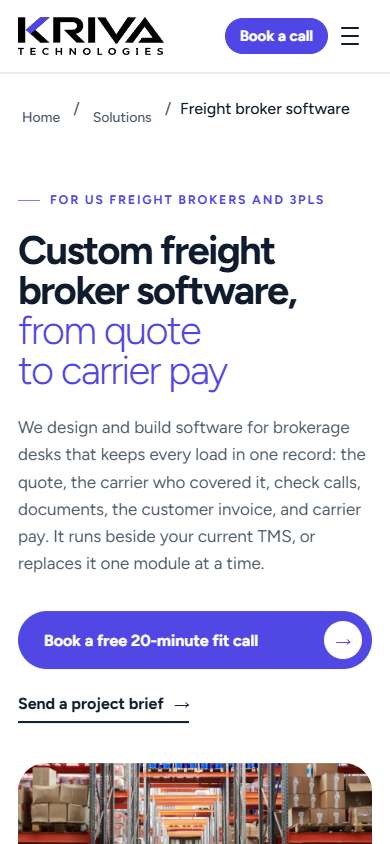 KRIVA
TECHNOLOGIES
Book a call
Home / Solutions / Freight broker software
FOR US FREIGHT BROKERS AND 3PLS
Custom freight
broker software,
from quote
to carrier pay
We design and build software for brokerage
desks that keeps every load in one record: the
quote, the carrier who covered it, check calls,
documents, the customer invoice, and carrier
pay. It runs beside your current TMS, or
replaces it one module at a time.
Book a free 20-minute fit call →
Send a project brief →